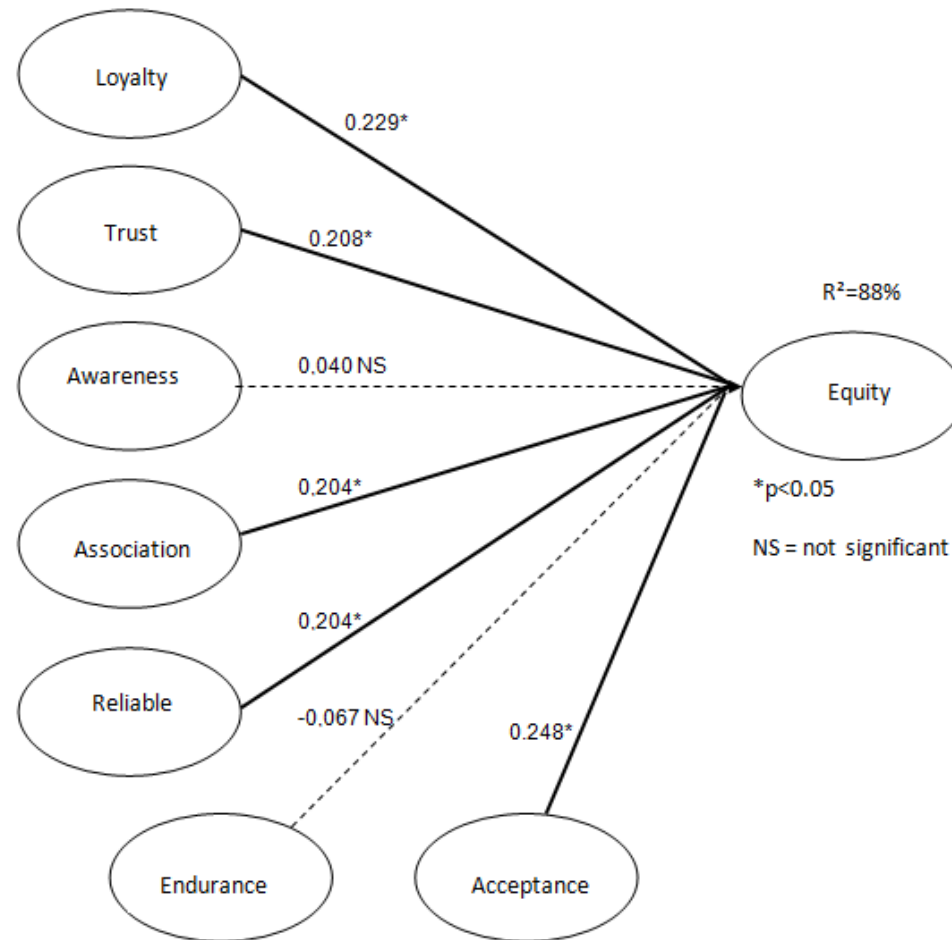 Loyalty
0.229*
Trust
0.208*
R²=88%
Awareness
0,040 NS
Equity
0,204*
*p<0.05
Association
NS = not significant
0,204*
Reliable
-0,067 NS
0.248*
Endurance
Acceptance